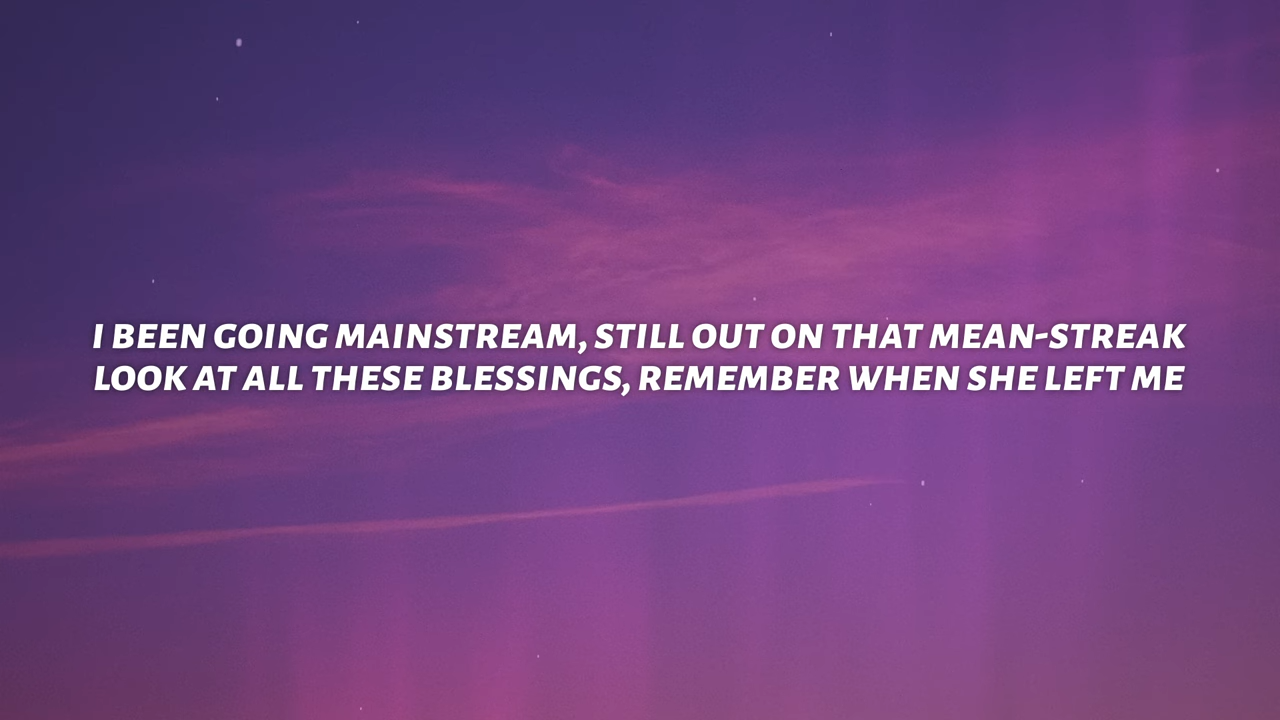 I BEEN GOING MAINSTREAM, STILL OUT ON THAT MEAN-STREAK
LOOK AT ALL THESE BLESSINGS, REMEMBER WHEN SHE LEFT ME